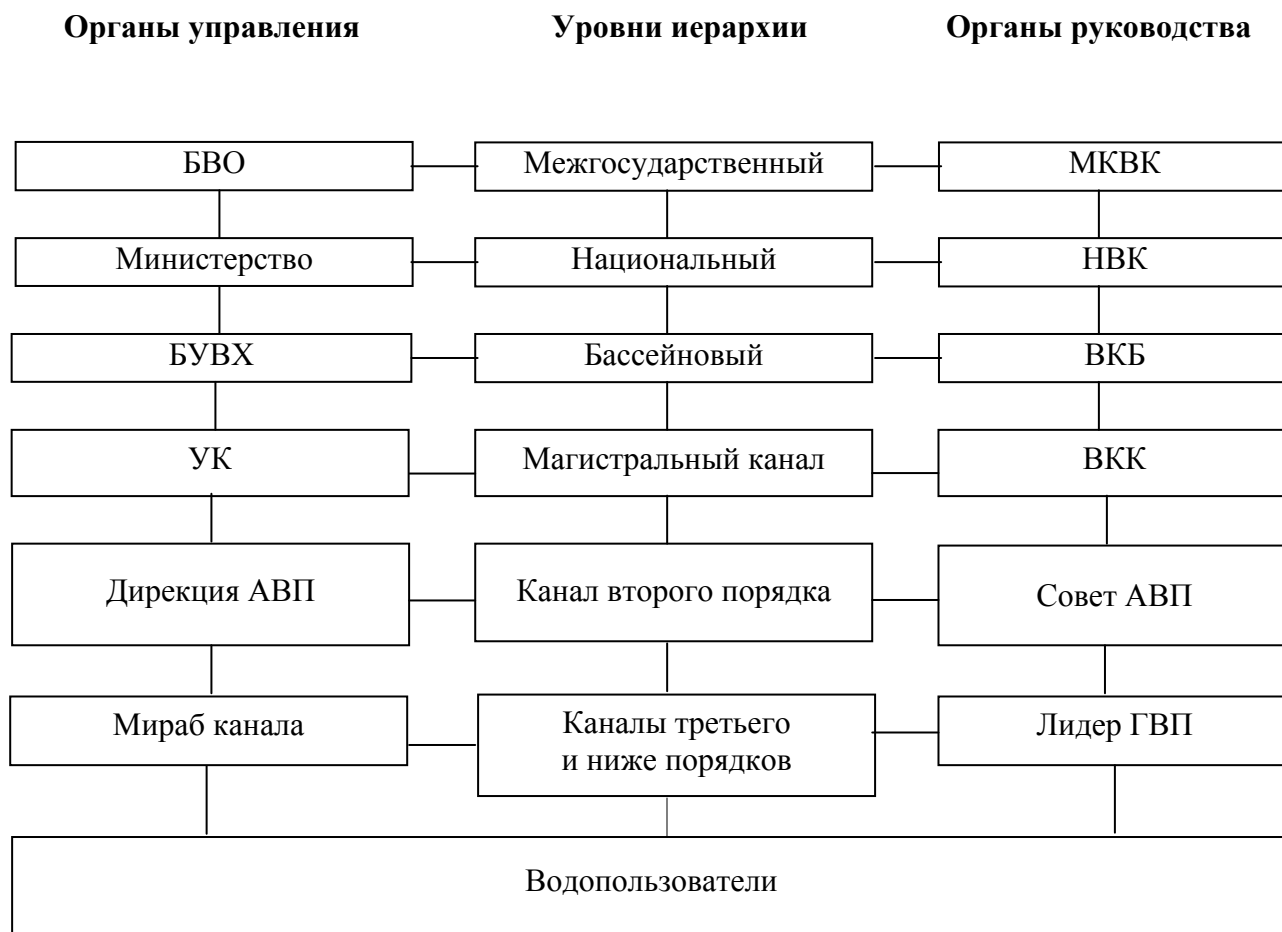 Органы управления
Уровни иерархии
Органы руководства
БВО
Межгосударственный
МКВК
Министерство
Национальный
НВК
БУВХ
Бассейновый
ВКБ
УК
Магистральный канал
ВКК
Дирекция АВП
Канал второго порядка
Совет АВП
Мираб канала
Каналы третьего
и ниже порядков
Лидер ГВП
Водопользователи